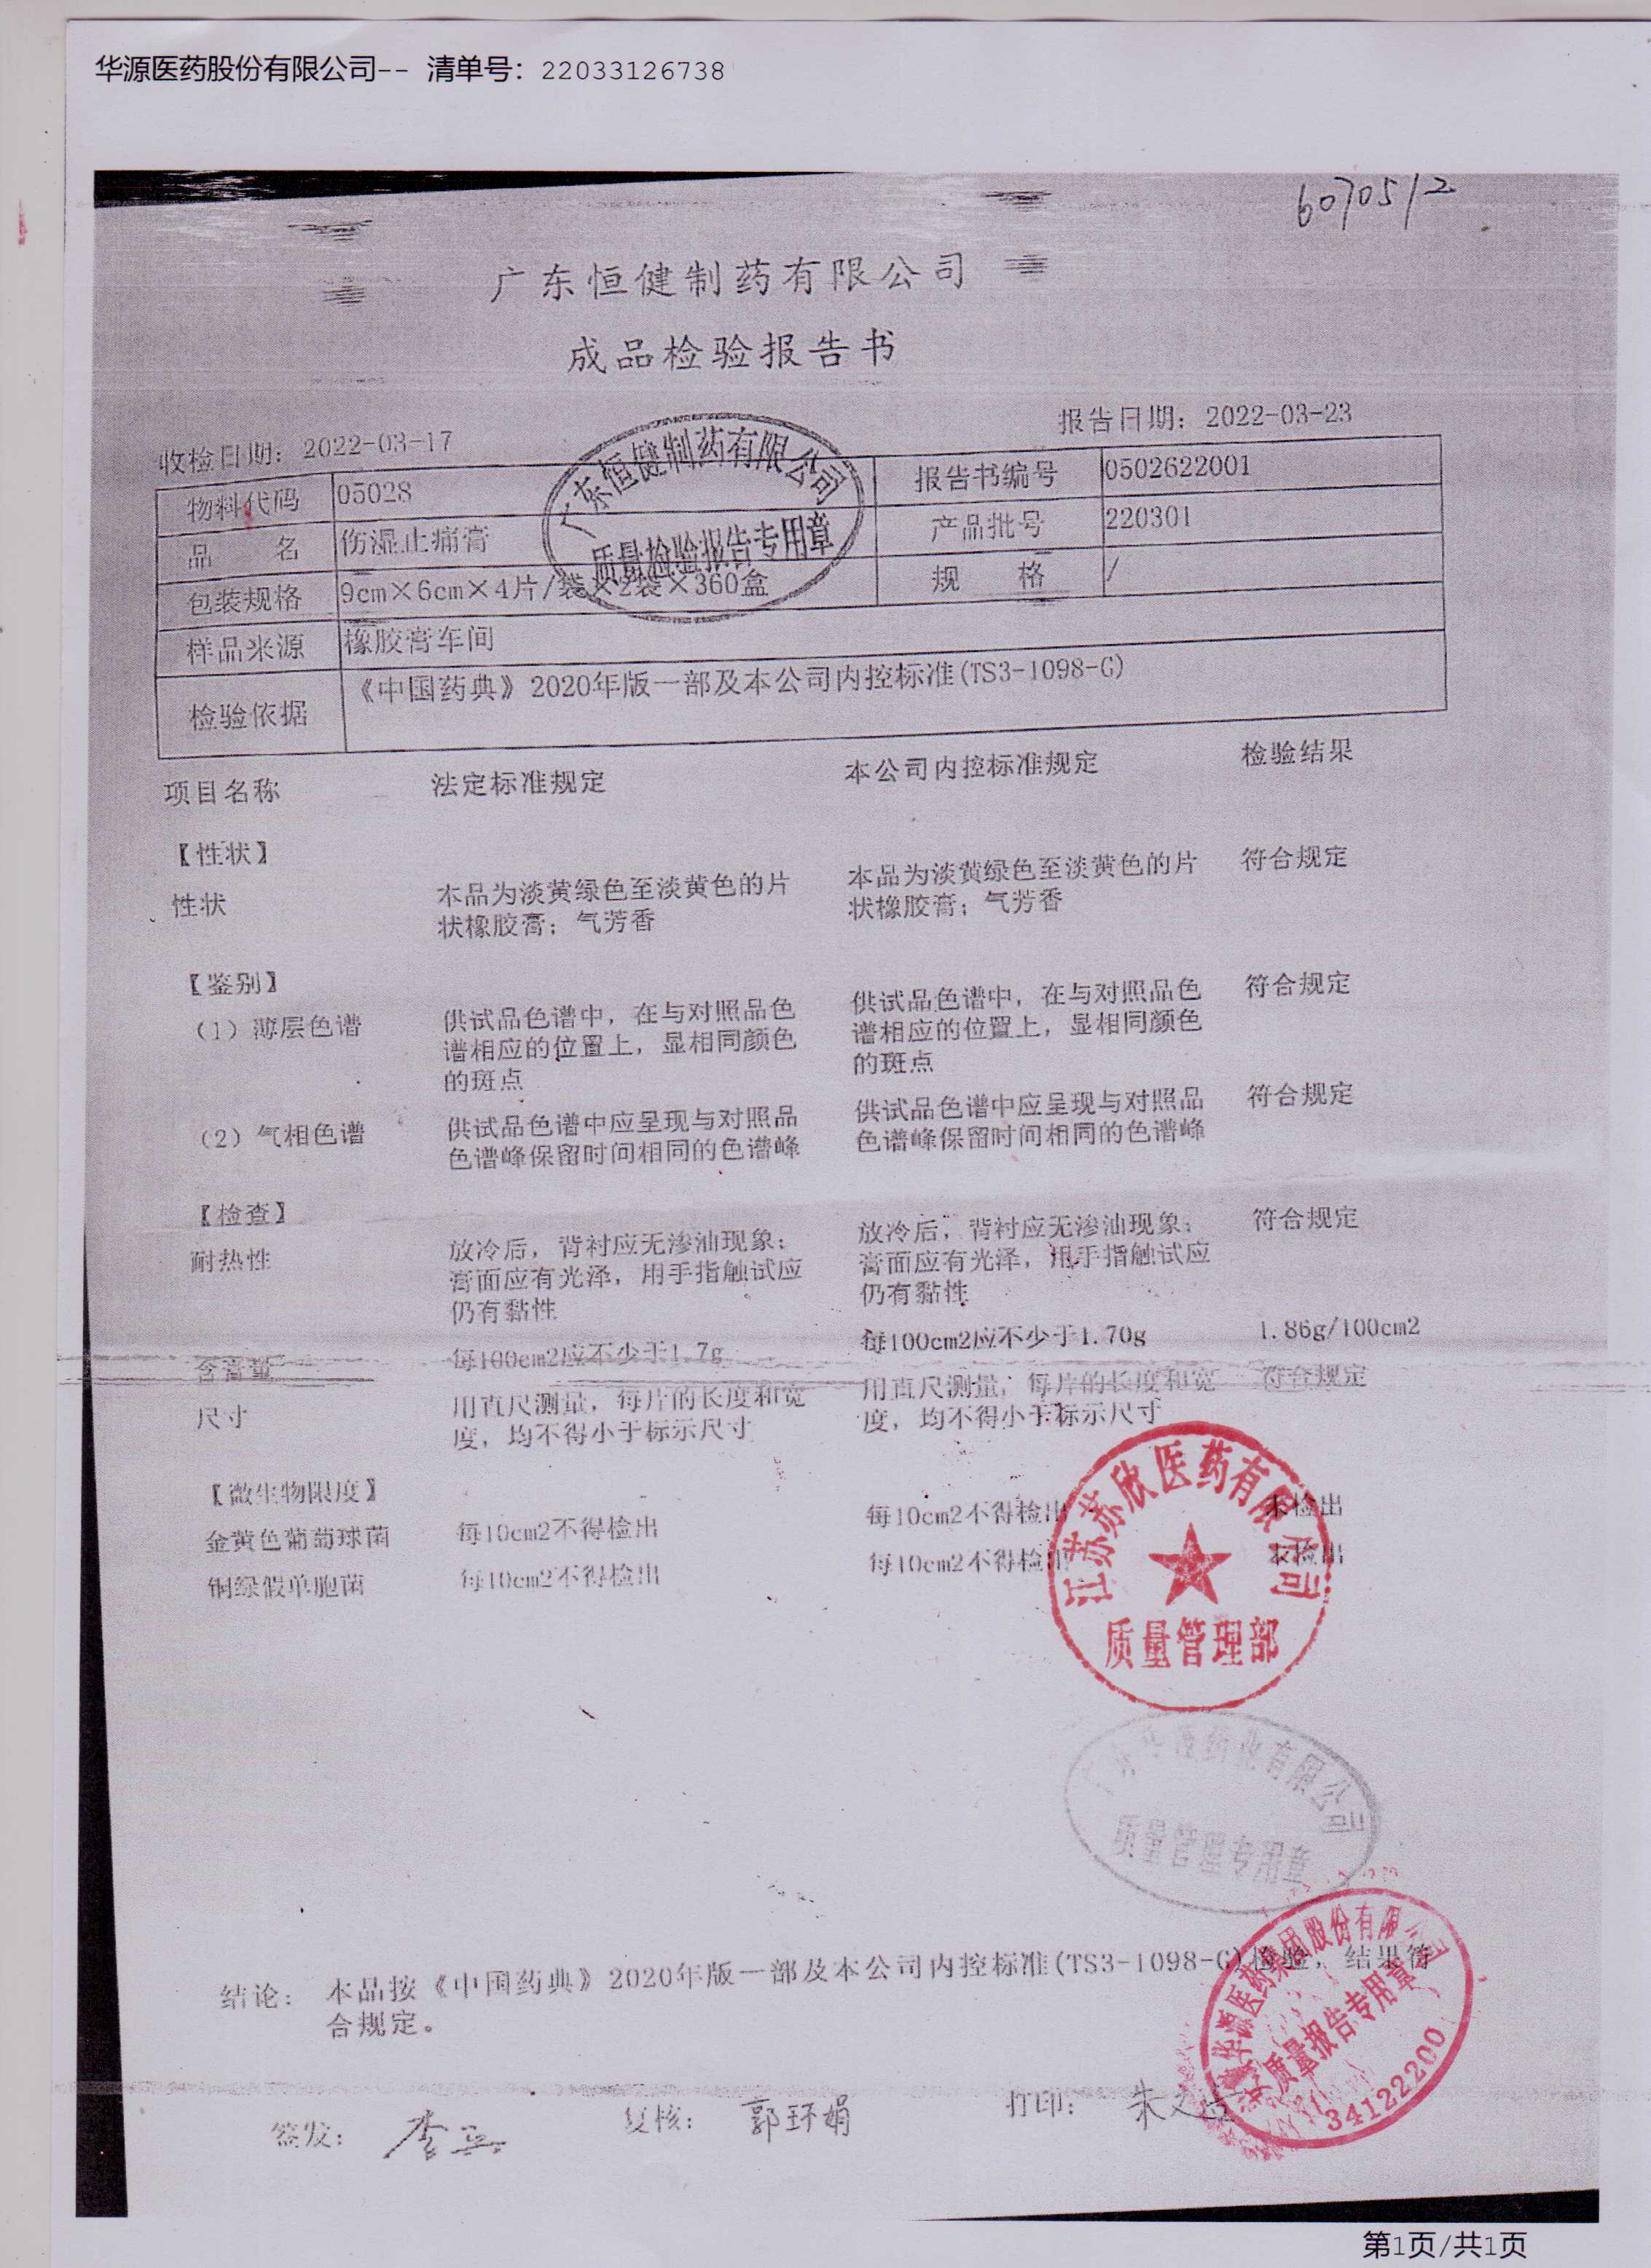 华源医药股份有限公司-- 清单号：22033126738
6070512
广东恒健制药有限公司
成品检验报告书
收检日期：2022-03-17
报告日期：2022-03-23
物料代码 05028 报告书编号 0502622001
品 名 伤湿止痛膏 产品批号 220301
包装规格 9cm×6cm×4片/袋×2袋×360盒 规 格 /
样品来源 橡胶膏车间
检验依据 《中国药典》2020年版一部及本公司内控标准(TS3-1098-G)
广东恒健制药有限公司
质量检验报告专用章
项目名称 法定标准规定 本公司内控标准规定 检验结果
【性状】
性状 本品为淡黄绿色至淡黄色的片 本品为淡黄绿色至淡黄色的片 符合规定
状橡胶膏；气芳香 状橡胶膏；气芳香
【鉴别】
（1）薄层色谱 供试品色谱中，在与对照品色 供试品色谱中，在与对照品色 符合规定
谱相应的位置上，显相同颜色 谱相应的位置上，显相同颜色
的斑点 的斑点
（2）气相色谱 供试品色谱中应呈现与对照品 供试品色谱中应呈现与对照品 符合规定
色谱峰保留时间相同的色谱峰 色谱峰保留时间相同的色谱峰
【检查】
耐热性 放冷后，背衬应无渗油现象； 放冷后，背衬应无渗油现象； 符合规定
膏面应有光泽，用手指触试应 膏面应有光泽，用手指触试应
仍有黏性 仍有黏性
含膏量 每100cm2应不少于1.7g 每100cm2应不少于1.70g 1.86g/100cm2
尺寸 用直尺测量，每片的长度和宽 用直尺测量，每片的长度和宽 符合规定
度，均不得小于标示尺寸 度，均不得小于标示尺寸
【微生物限度】
金黄色葡萄球菌 每10cm2不得检出 每10cm2不得检出 未检出
铜绿假单胞菌 每10cm2不得检出 每10cm2不得检出 未检出
江苏苏欣医药有限公司
质量管理部
药业有限公司
质量管理专用章
结论： 本品按《中国药典》2020年版一部及本公司内控标准(TS3-1098-G)检验，结果符
合规定。
华源医药集团股份有限公司
质量报告专用章
34122200
签发： 复核： 郭环娟 打印： 朱
第1页/共1页